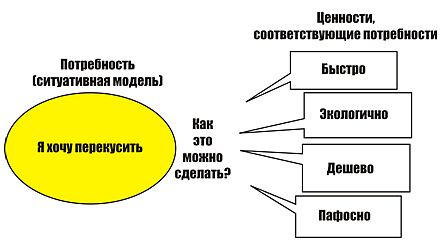 Ценности,
соответствующие потребности
Потребность
(ситуативная модель)
Быстро
Экологично
Я хочу перекусить
Как
это
можно
сделать?
Дешево
Пафосно